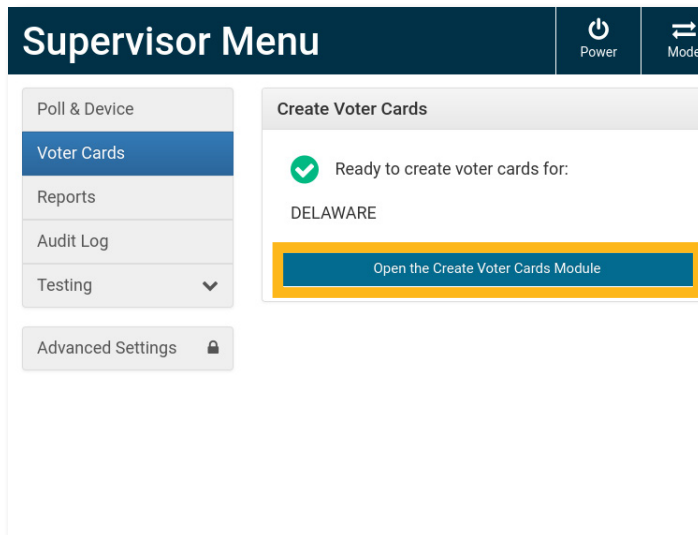 Supervisor Menu
Power
Mode
Poll & Device
Voter Cards
Reports
Audit Log
Testing
Advanced Settings
Create Voter Cards
Ready to create voter cards for:
DELAWARE
Open the Create Voter Cards Module